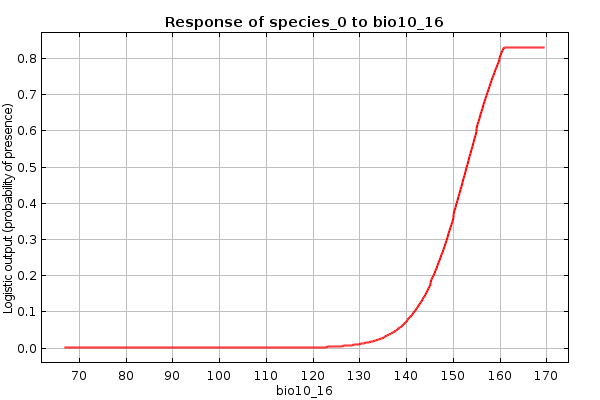 Response of species_0 to bio10_16
Logistic output (probability of presence)
0.8
0.7
0.6
0.5
0.4
0.3
0.2
0.1
0.0
70 80 90 100 110 120 130 140 150 160 170
bio10_16